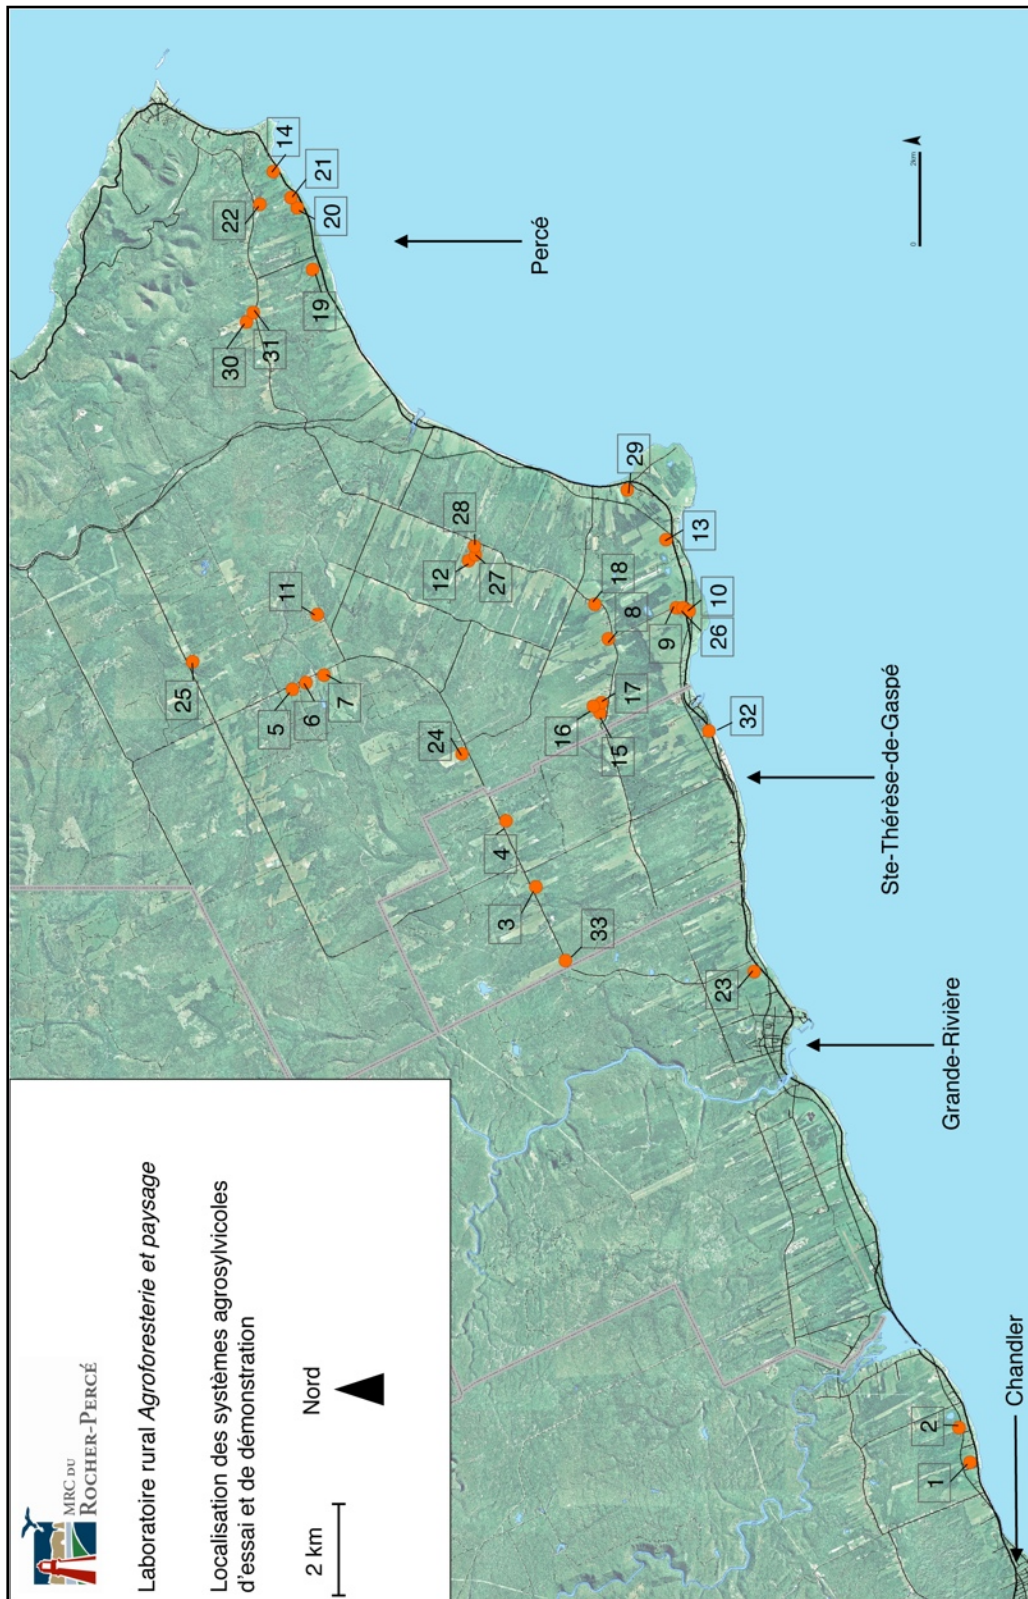 MRC DU
ROCHER-PERCÉ
Laboratoire rural Agroforesterie et paysage
Localisation des systèmes agrosylvicoles
d'essai et de démonstration
2 km
Nord
25
5
6
7
11
24
4
3
33
12
27
28
30
31
22
19
20
21
14
29
13
18
8
9
26
10
16
15
17
32
23
2
1
Percé
Ste-Thérèse-de-Gaspé
Grande-Rivière
Chandler
0
2km